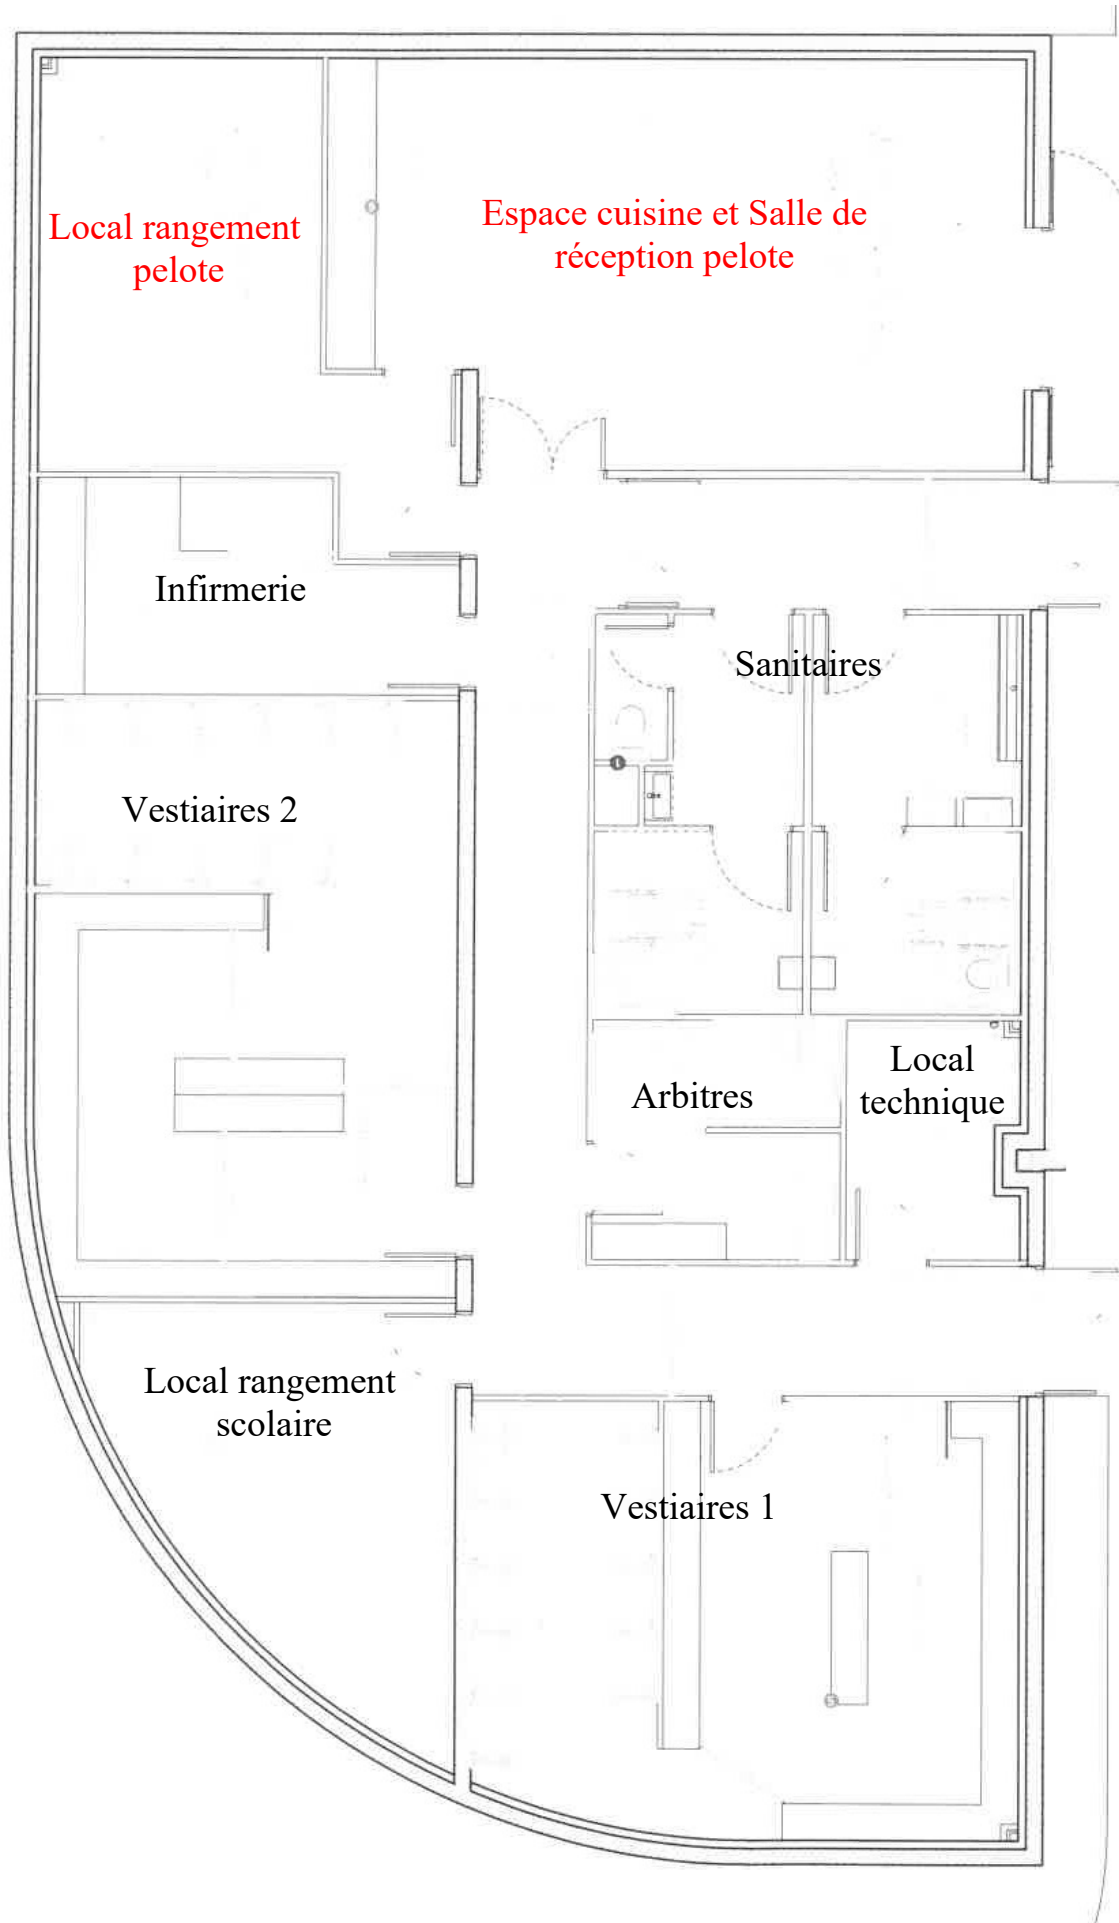 Local rangement
pelote
Espace cuisine et Salle de
réception pelote
Infirmerie
Sanitaires
Vestiaires 2
Arbitres
Local
technique
Local rangement
scolaire
Vestiaires 1